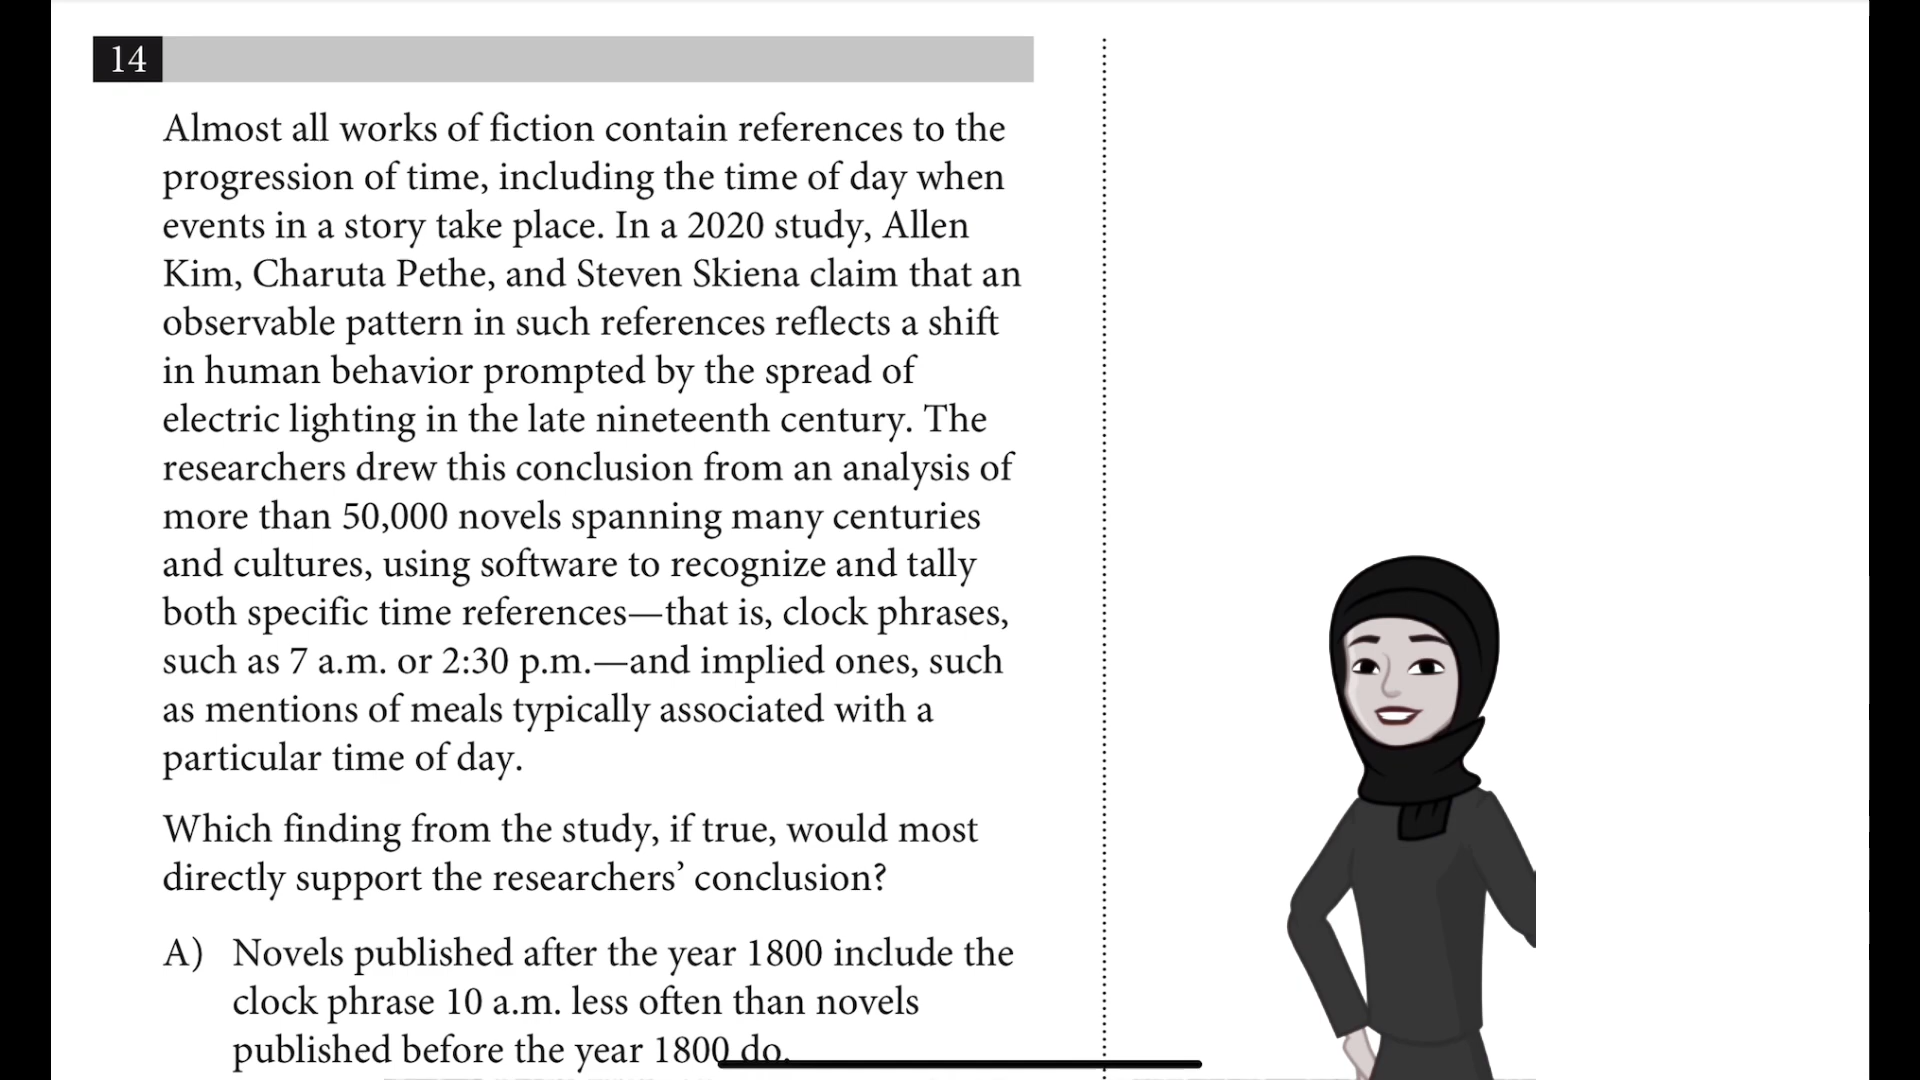 14
Almost all works of fiction contain references to the
progression of time, including the time of day when
events in a story take place. In a 2020 study, Allen
Kim, Charuta Pethe, and Steven Skiena claim that an
observable pattern in such references reflects a shift
in human behavior prompted by the spread of
electric lighting in the late nineteenth century. The
researchers drew this conclusion from an analysis of
more than 50,000 novels spanning many centuries
and cultures, using software to recognize and tally
both specific time references—that is, clock phrases,
such as 7 a.m. or 2:30 p.m.—and implied ones, such
as mentions of meals typically associated with a
particular time of day.
Which finding from the study, if true, would most
directly support the researchers’ conclusion?
A) Novels published after the year 1800 include the
clock phrase 10 a.m. less often than novels
published before the year 1800 do.